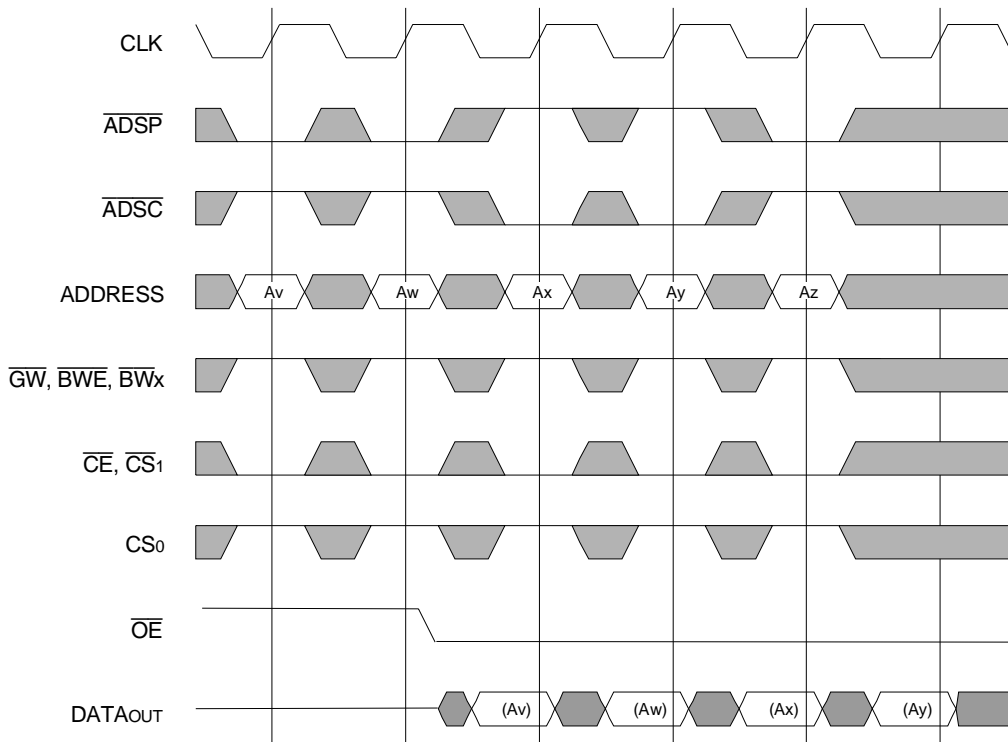 CLK
ADSP
ADSC
ADDRESS Av Aw Ax Ay Az
GW, BWE, BWx
CE, CS1
CS0
OE
DATAOUT (Av) (Aw) (Ax) (Ay)